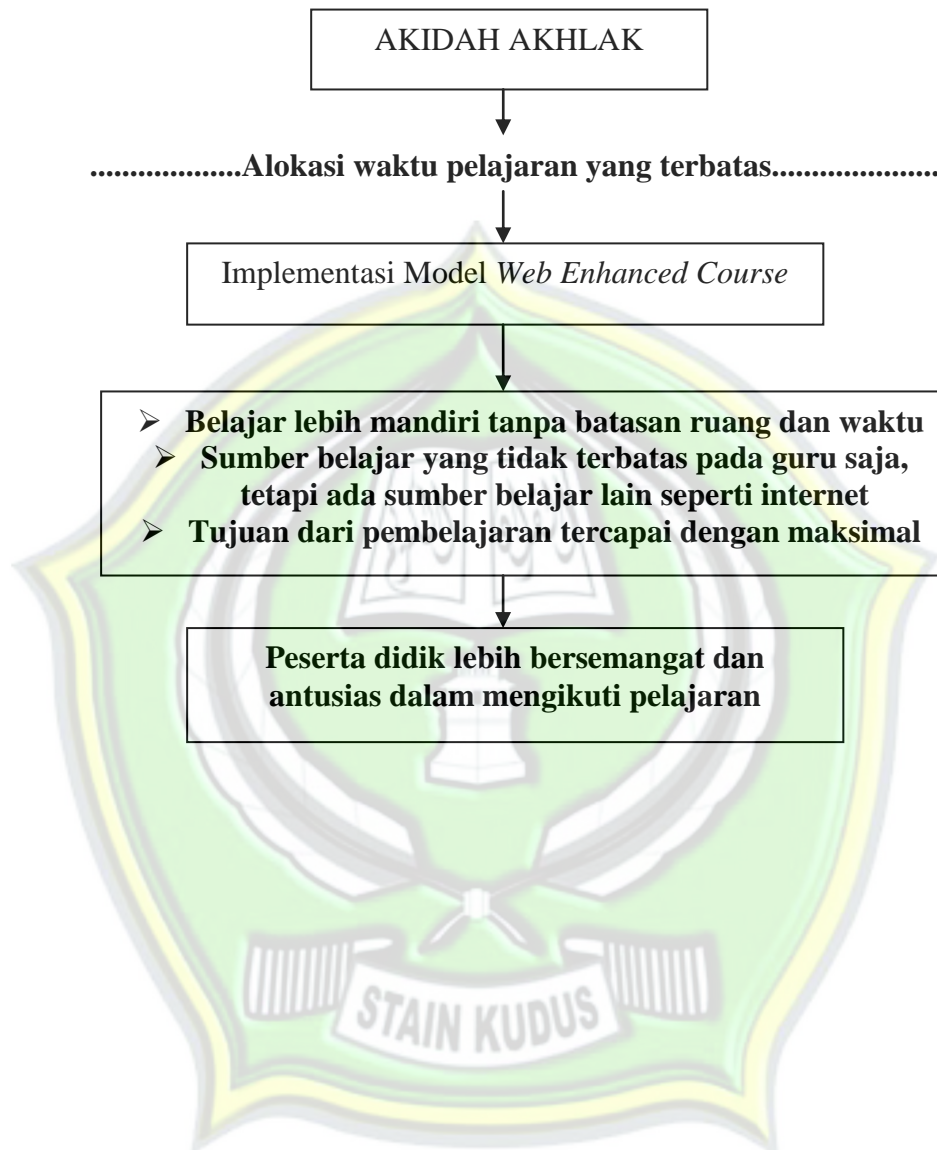 AKIDAH AKHLAK
...................Alokasi waktu pelajaran yang terbatas.....................
Implementasi Model Web Enhanced Course
➢ Belajar lebih mandiri tanpa batasan ruang dan waktu
➢ Sumber belajar yang tidak terbatas pada guru saja,
tetapi ada sumber belajar lain seperti internet
➢ Tujuan dari pembelajaran tercapai dengan maksimal
Peserta didik lebih bersemangat dan
antusias dalam mengikuti pelajaran
STAIN KUDUS